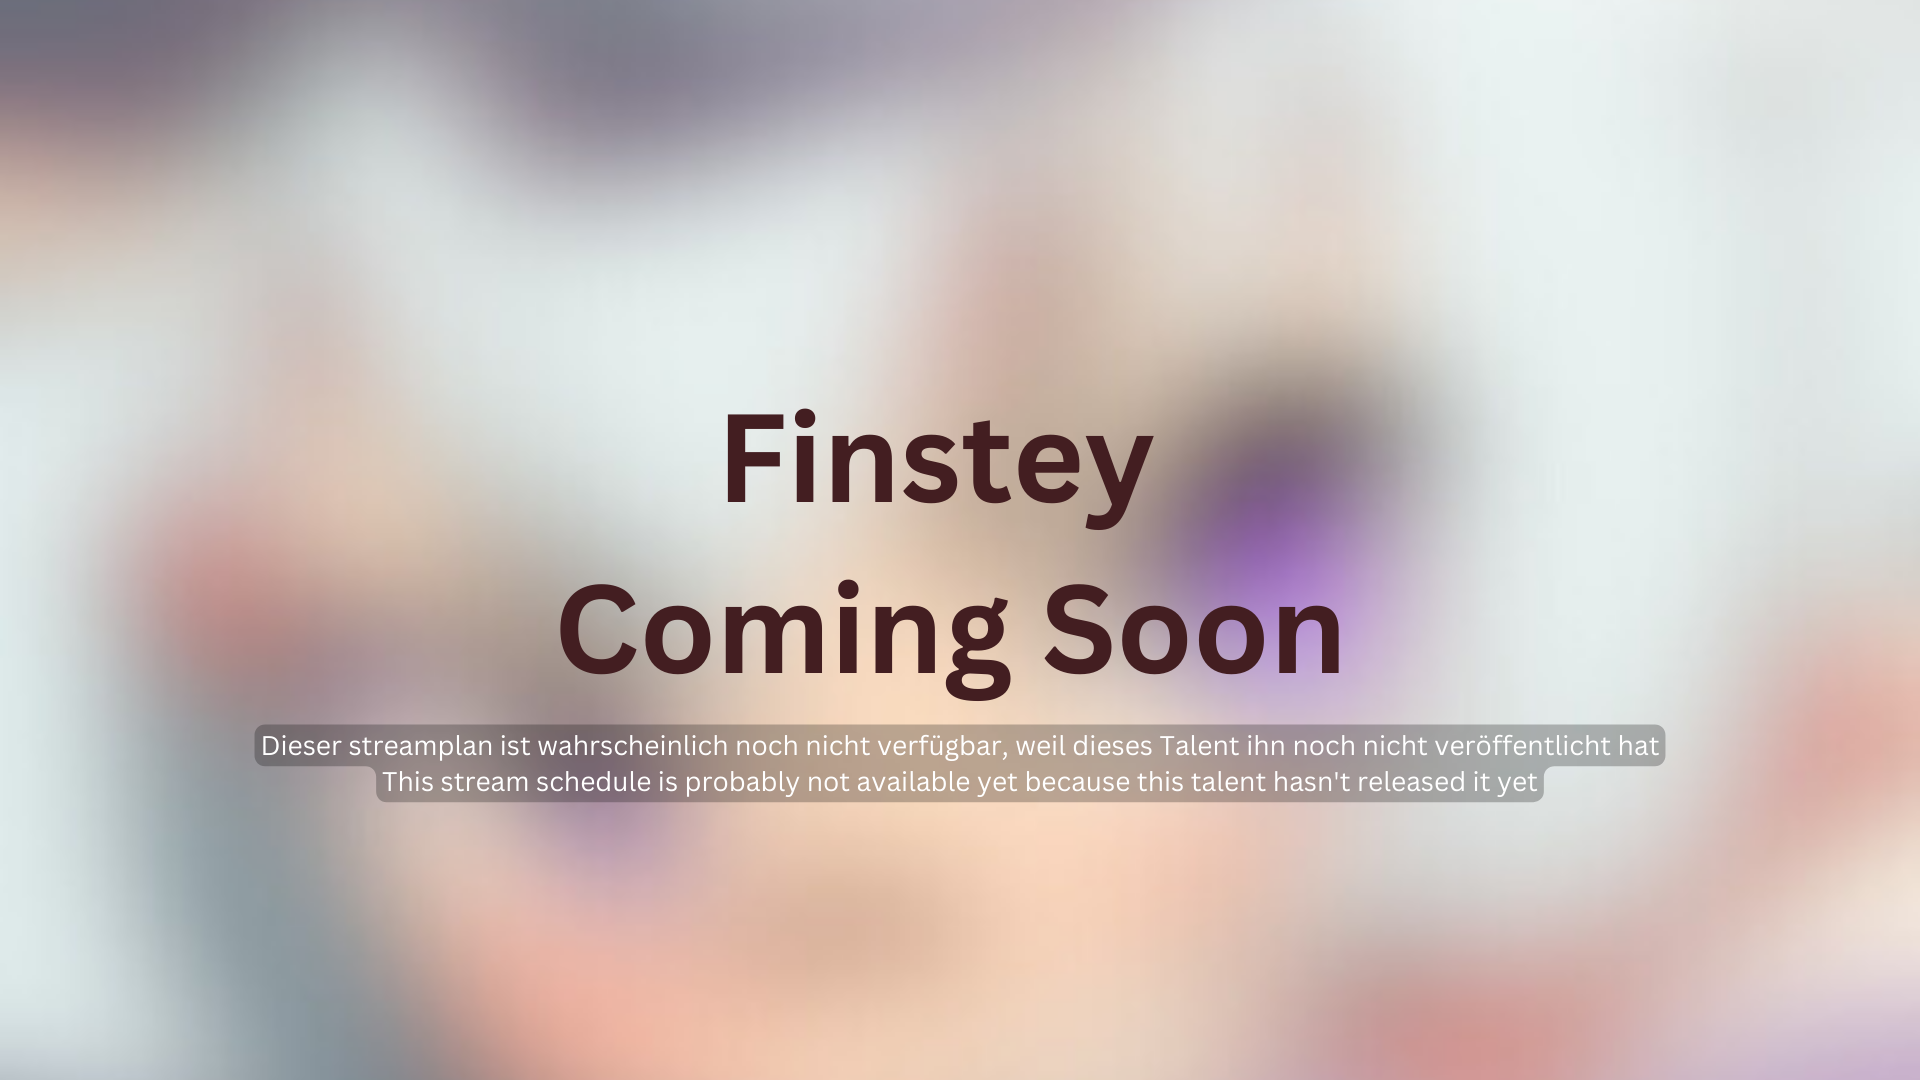 Finstey
Coming Soon
Dieser streamplan ist wahrscheinlich noch nicht verfügbar, weil dieses Talent ihn noch nicht veröffentlicht hat
This stream schedule is probably not available yet because this talent hasn't released it yet